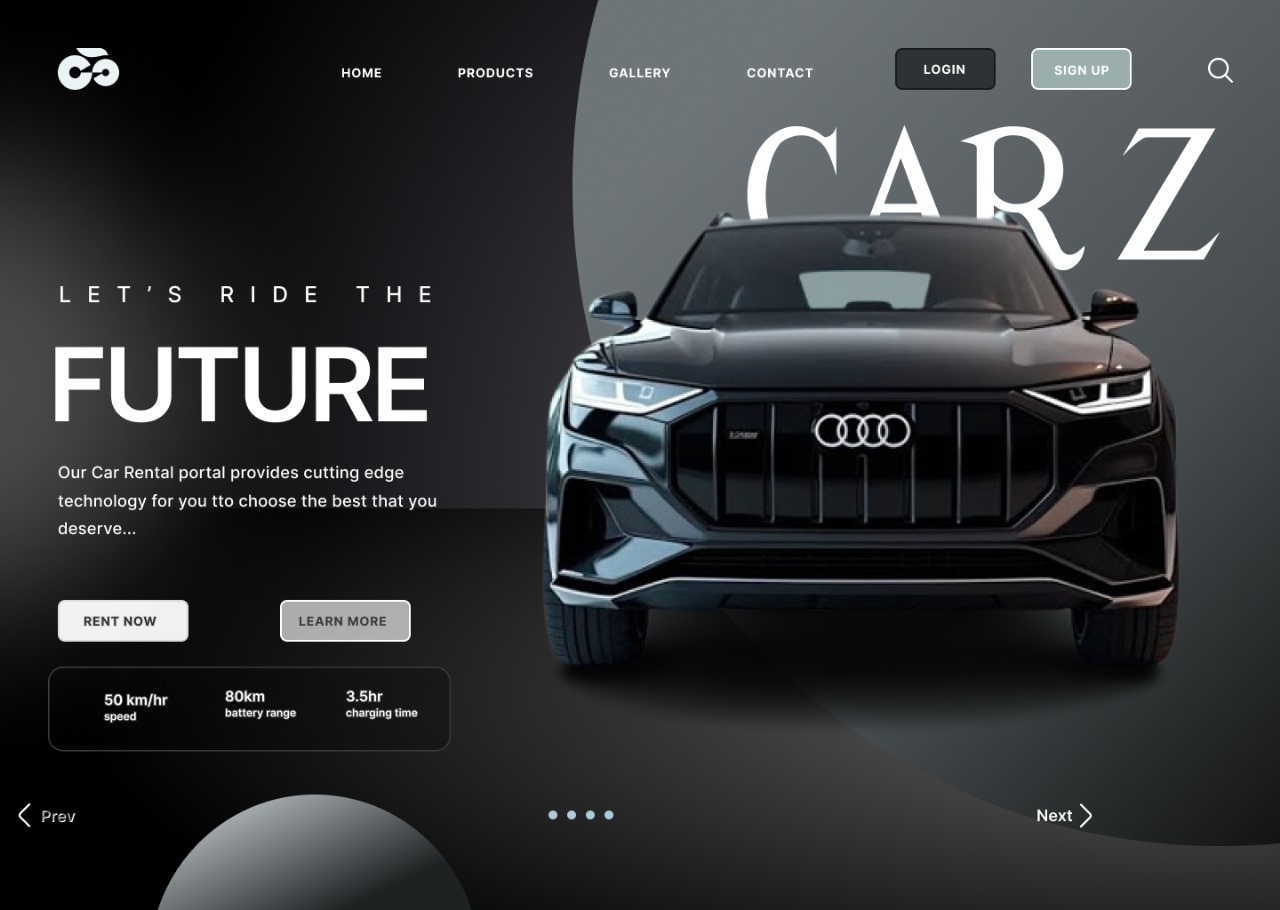 HOME
PRODUCTS
GALLERY
CONTACT
LOGIN
SIGN UP
CARZ
LET’S RIDE THE
FUTURE
Our Car Rental portal provides cutting edge
technology for you tto choose the best that you
deserve...
RENT NOW
LEARN MORE
50 km/hr
speed
80km
battery range
3.5hr
charging time
Prev
Next